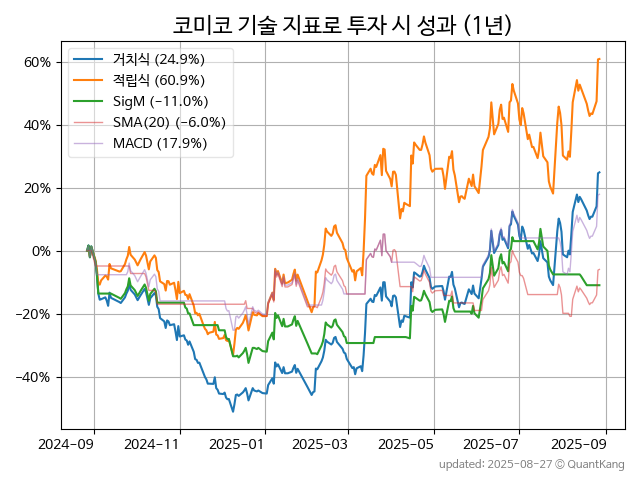 코미코 기술 지표로 투자 시 성과 (1년)
거치식 (24.9%)
적립식 (60.9%)
SigM (−11.0%)
SMA(20) (−6.0%)
MACD (17.9%)
60%
40%
20%
0%
−20%
−40%
2024-09 2024-11 2025-01 2025-03 2025-05 2025-07 2025-09
updated: 2025-08-27 © QuantKang